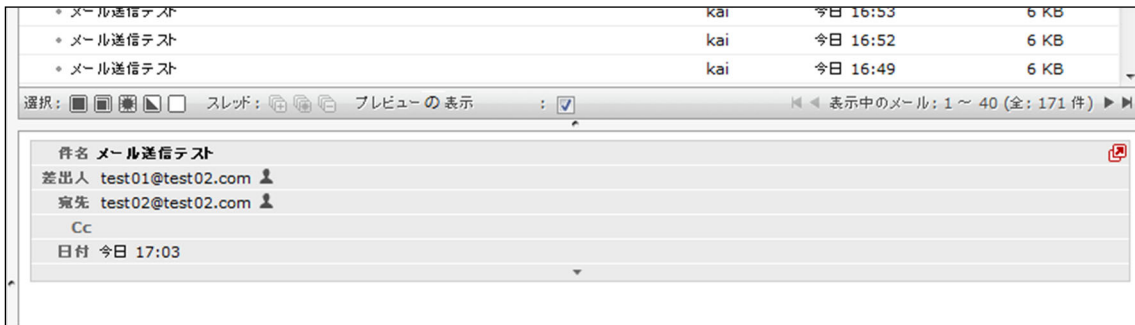 メール送信テスト kai 今日 16:53 6 KB
メール送信テスト kai 今日 16:52 6 KB
メール送信テスト kai 今日 16:49 6 KB
選択: スレッド: プレビューの表示 : 表示中のメール: 1 ~ 40 (全: 171 件)
件名 メール送信テスト
差出人 test01@test02.com
宛先 test02@test02.com
Cc
日付 今日 17:03